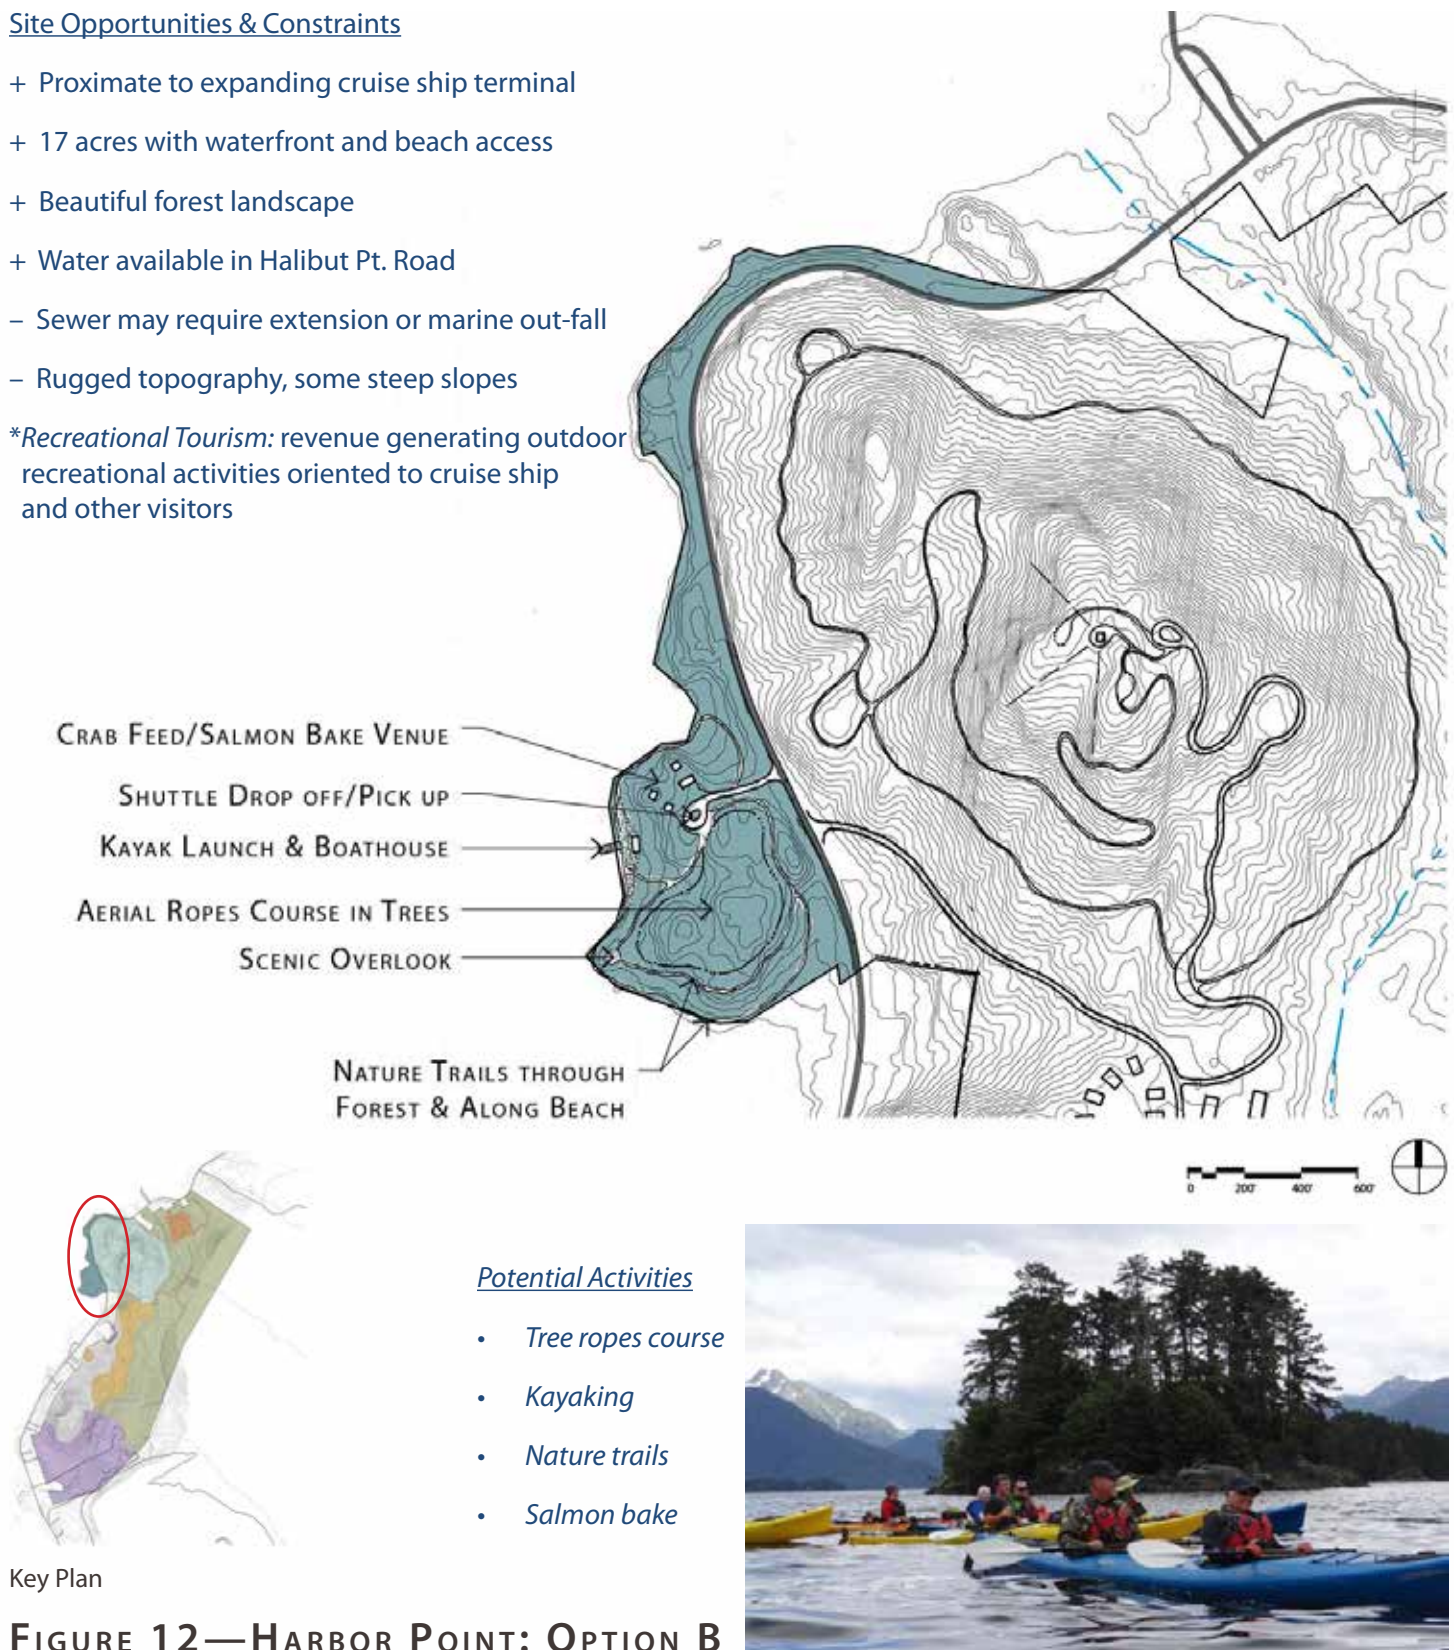 Site Opportunities & Constraints
+ Proximate to expanding cruise ship terminal
+ 17 acres with waterfront and beach access
+ Beautiful forest landscape
+ Water available in Halibut Pt. Road
– Sewer may require extension or marine out-fall
– Rugged topography, some steep slopes
*Recreational Tourism: revenue generating outdoor
recreational activities oriented to cruise ship
and other visitors
Crab Feed/Salmon Bake Venue
Shuttle Drop off/Pick up
Kayak Launch & Boathouse
Aerial Ropes Course in Trees
Scenic Overlook
Nature Trails through
Forest & Along Beach
0 200' 400' 600'
Potential Activities
• Tree ropes course
• Kayaking
• Nature trails
• Salmon bake
Key Plan
Figure 12—Harbor Point: Option B